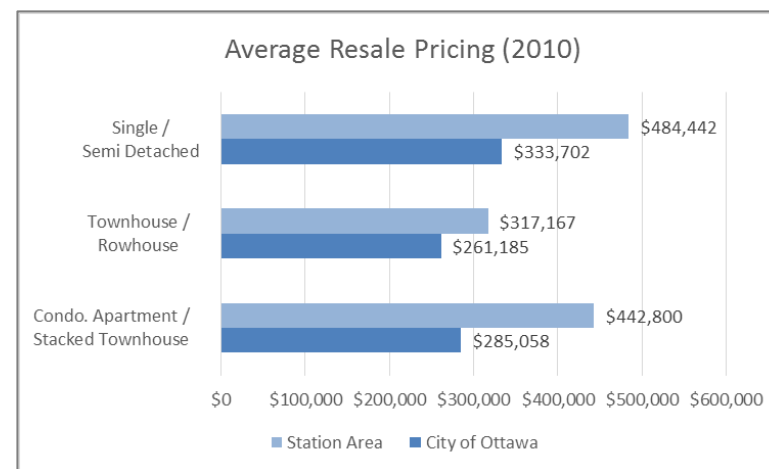 Average Resale Pricing (2010)
Single /
Semi Detached
$484,442
$333,702
Townhouse /
Rowhouse
$317,167
$261,185
Condo. Apartment /
Stacked Townhouse
$442,800
$285,058
$0 $100,000 $200,000 $300,000 $400,000 $500,000 $600,000
Station Area City of Ottawa